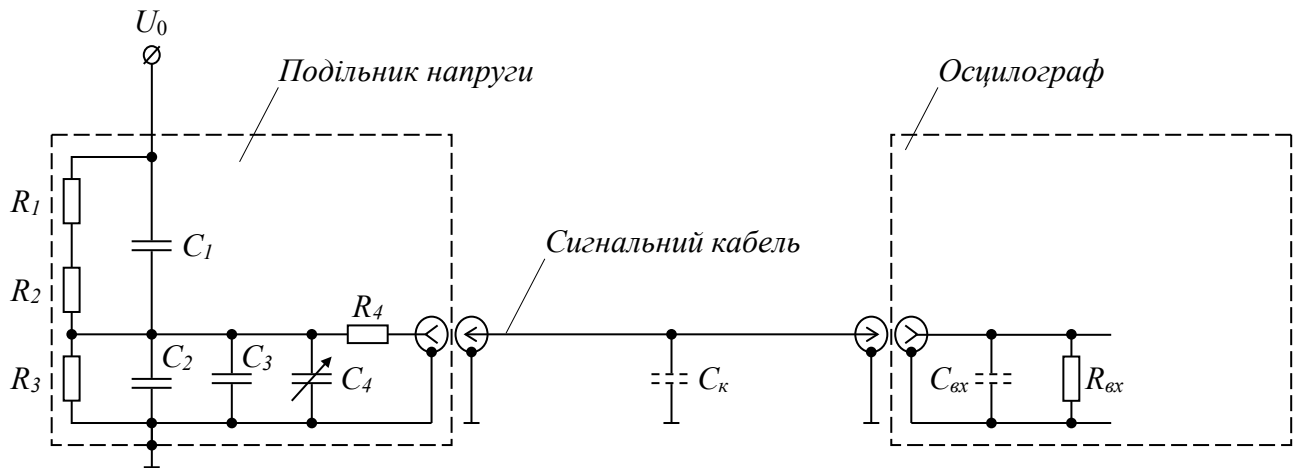 U0
Подільник напруги
Осцилограф
R1
C1
Сигнальний кабель
R2
R4
R3
C2
C3
C4
Cк
Cвх
Rвх